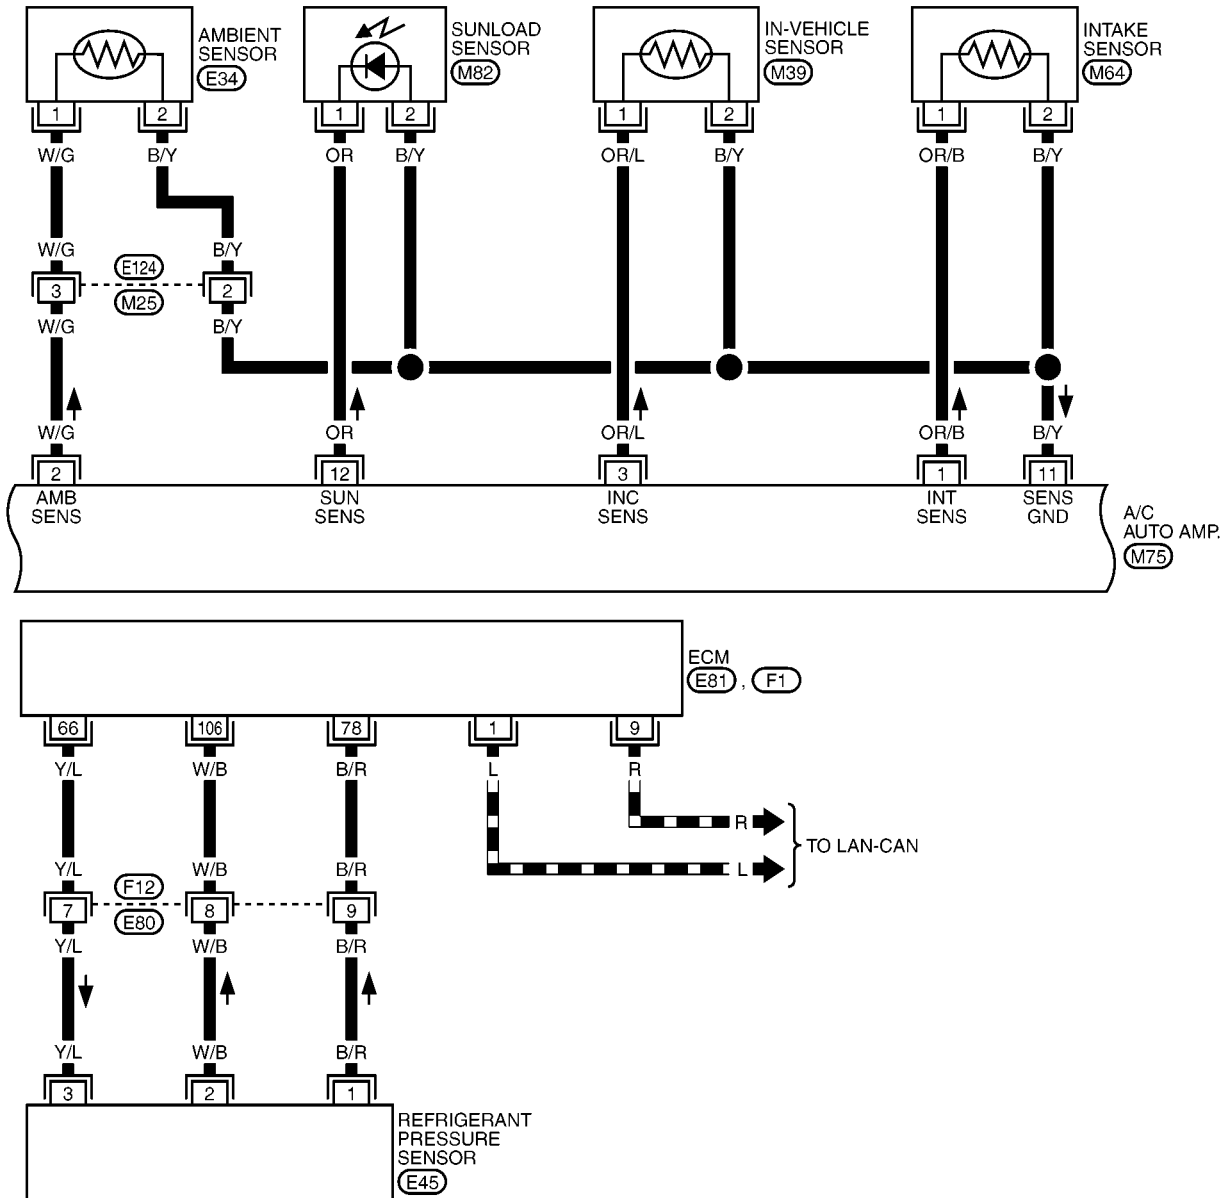 AMBIENT
SENSOR
E34
SUNLOAD
SENSOR
M82
IN-VEHICLE
SENSOR
M39
INTAKE
SENSOR
M64
1 2 1 2 1 2 1 2
W/G B/Y OR B/Y OR/L B/Y OR/B B/Y
W/G B/Y
E124
3 2
M25
W/G B/Y
W/G OR OR/L OR/B B/Y
2 12 3 1 11
AMB
SENS
SUN
SENS
INC
SENS
INT
SENS
SENS
GND
A/C
AUTO AMP.
M75
ECM
E81 , F1
66 106 78 1 9
Y/L W/B B/R L R
R
L
TO LAN-CAN
Y/L W/B B/R
F12
7 8 9
E80
Y/L W/B B/R
Y/L W/B B/R
3 2 1
REFRIGERANT
PRESSURE
SENSOR
E45